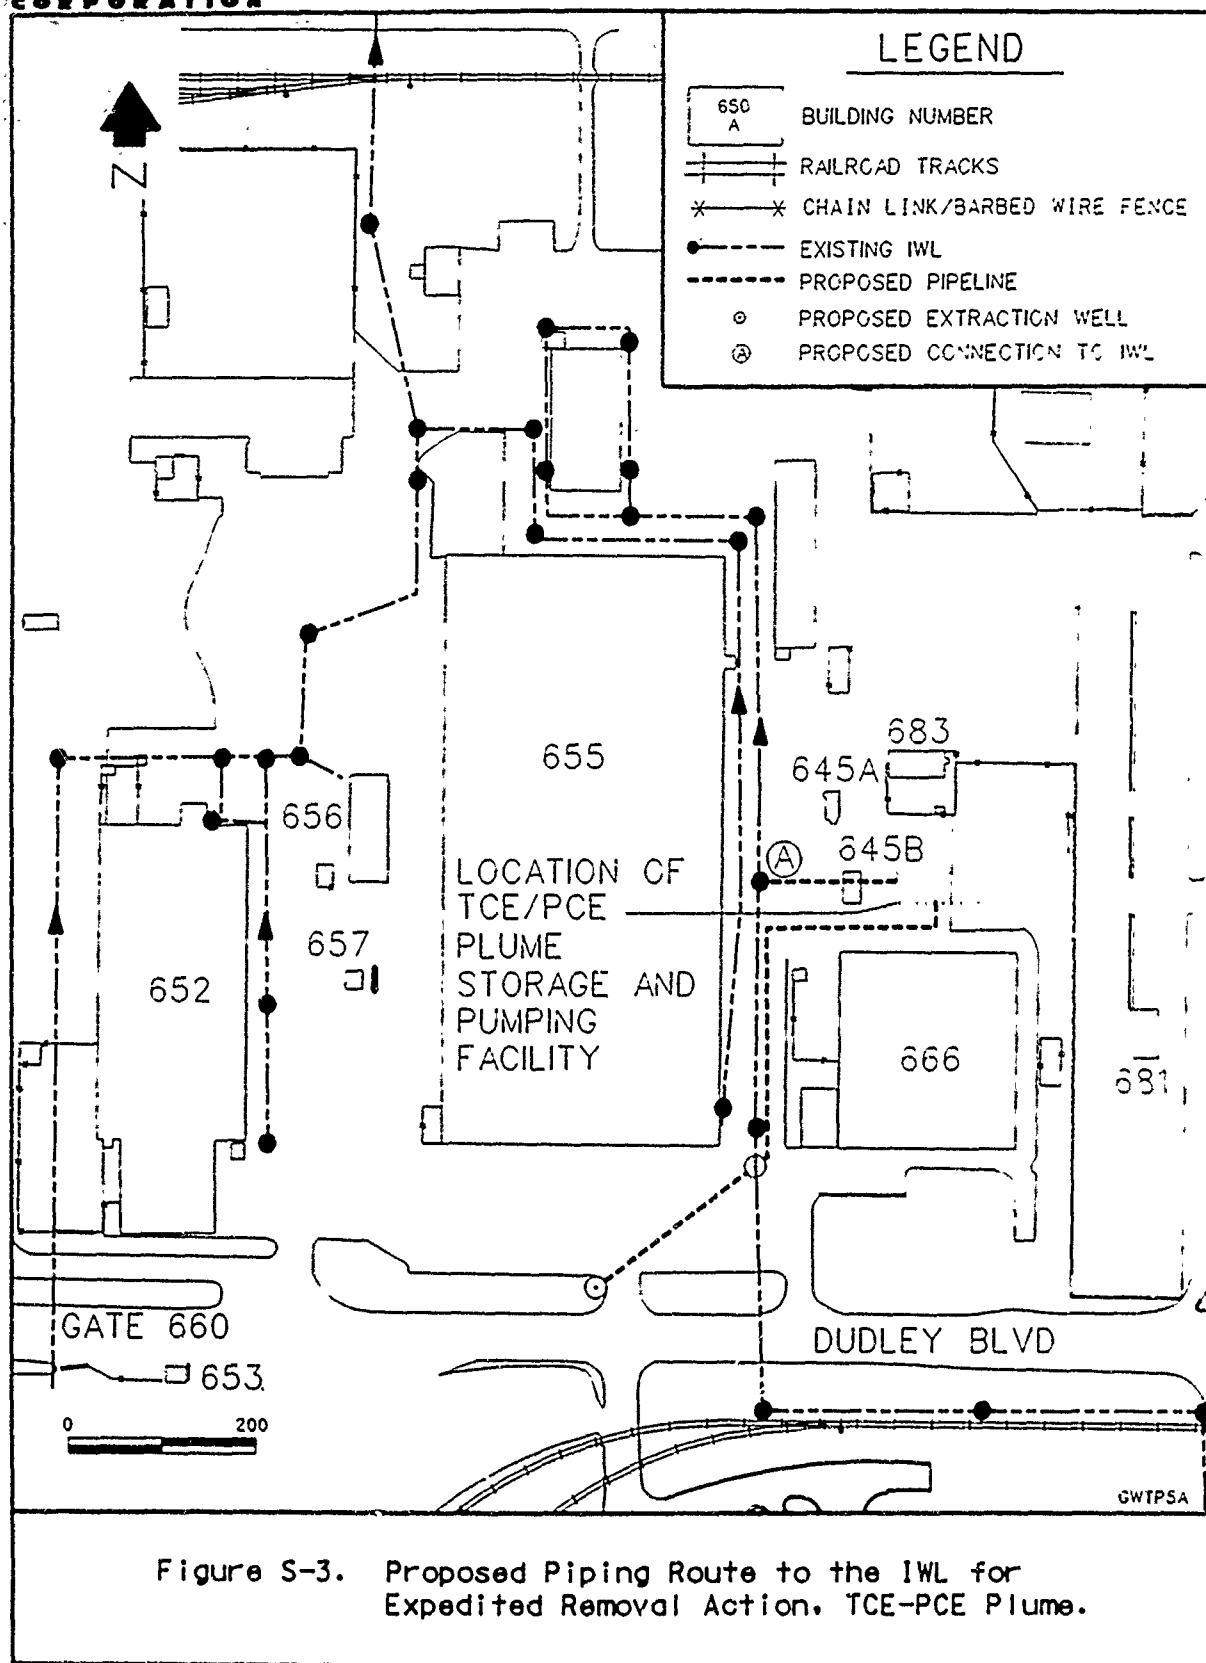 CORPORATION
LEGEND
650
A
BUILDING NUMBER
RAILROAD TRACKS
CHAIN LINK/BARBED WIRE FENCE
EXISTING IWL
PROPOSED PIPELINE
PROPOSED EXTRACTION WELL
A
PROPOSED CONNECTION TO IWL
N
683
655
645A
656
A
645B
LOCATION OF
TCE/PCE
PLUME
STORAGE AND
PUMPING
FACILITY
657
652
666
681
GATE 660
DUDLEY BLVD
653
0 200
GWTPSA
Figure S-3. Proposed Piping Route to the IWL for
Expedited Removal Action, TCE-PCE Plume.